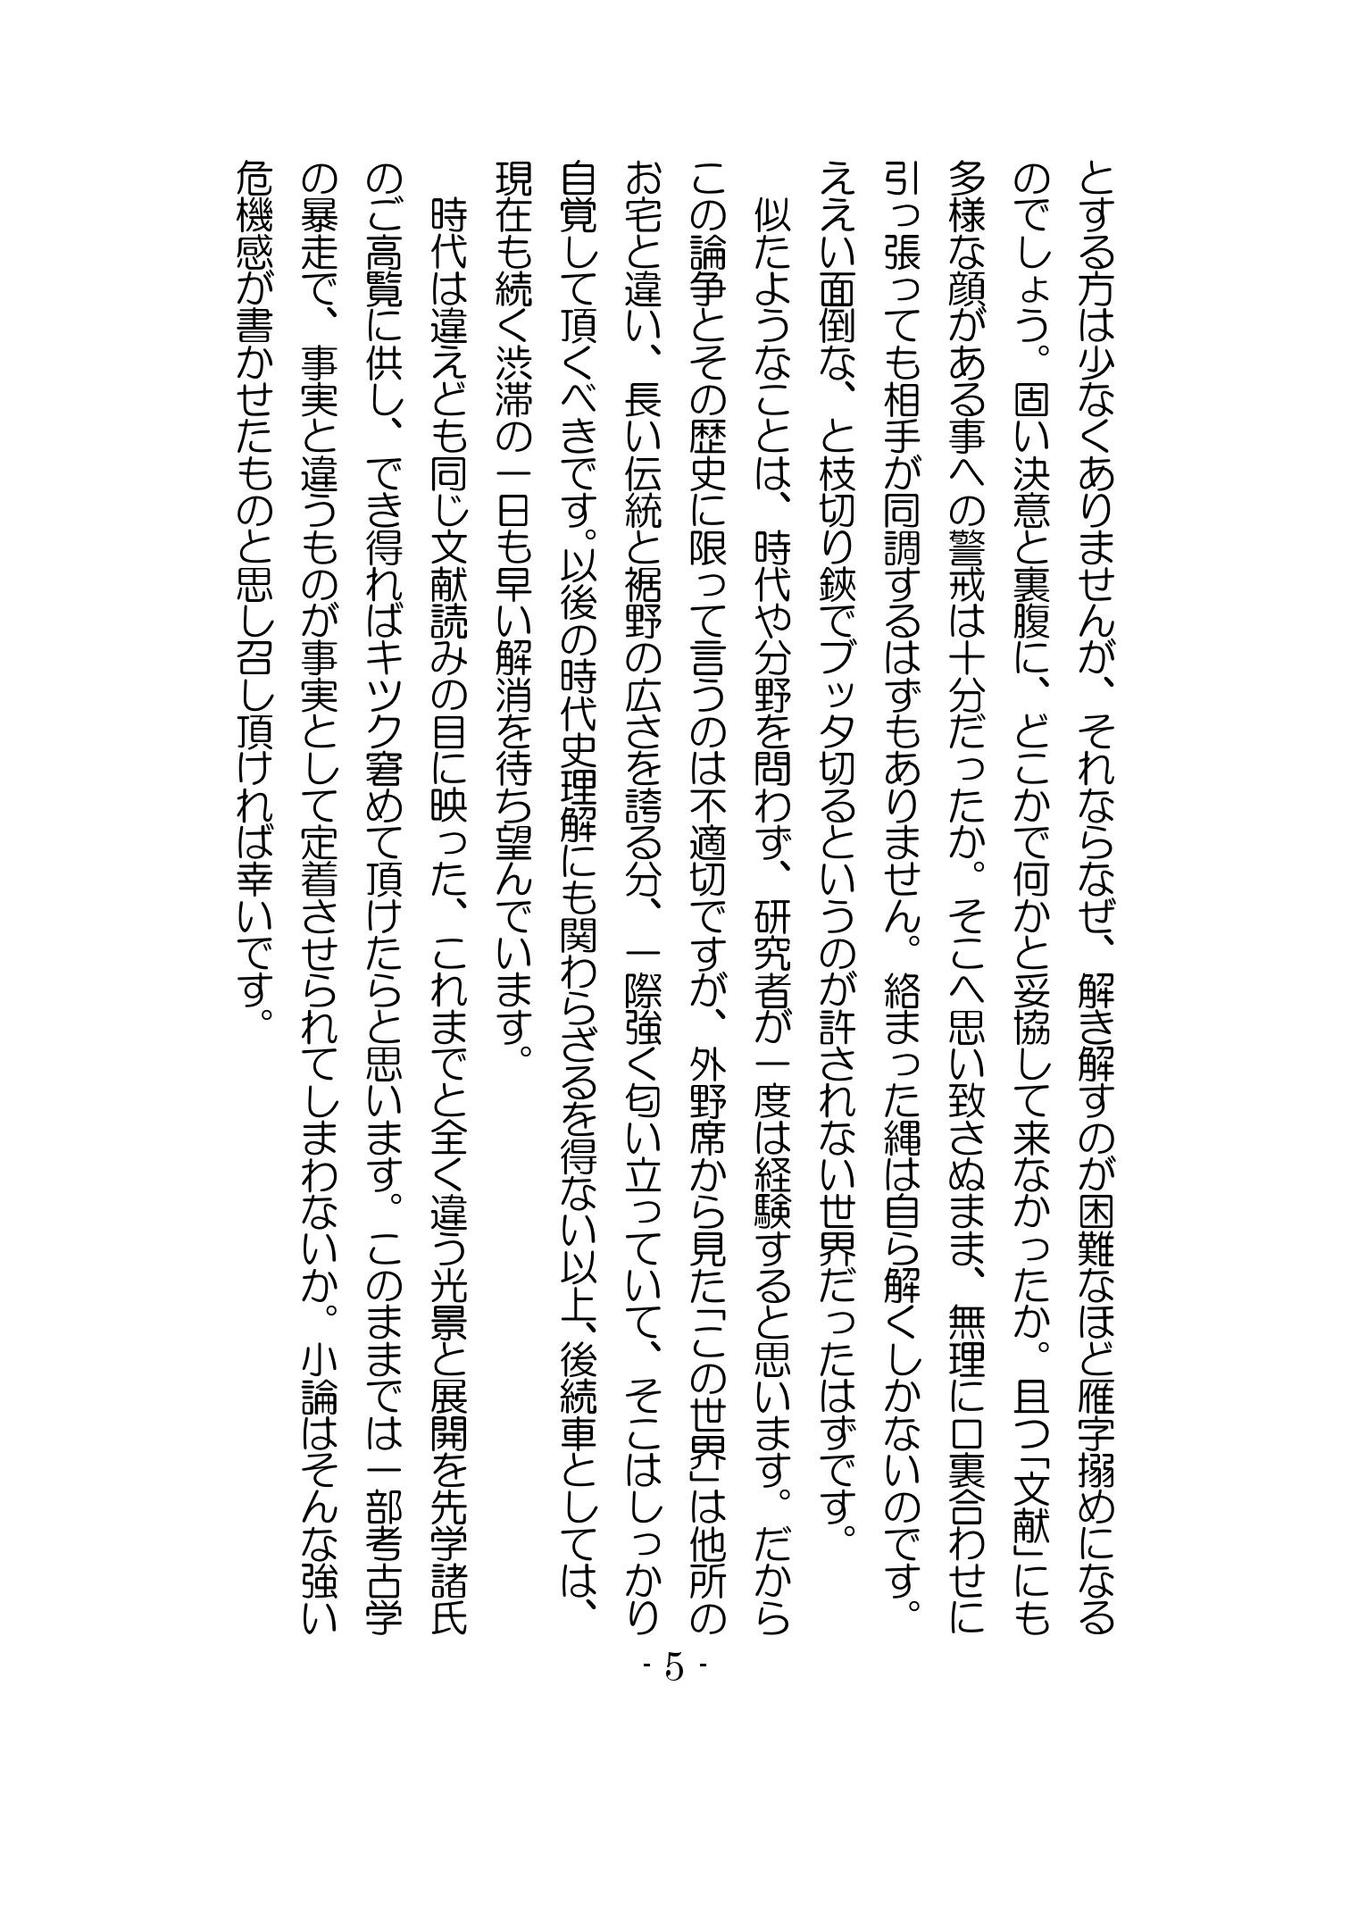 とする方は少なくありませんが、それならなぜ、解き解すのが困難なほど雁字搦めになる
のでしょう。固い決意と裏腹に、どこかで何かと妥協して来なかったか。且つ「文献」にも
多様な顔がある事への警戒は十分だったか。そこへ思い致さぬまま、無理に口裏合わせに
引っ張っても相手が同調するはずもありません。絡まった縄は自ら解くしかないのです。
ええい面倒な、と枝切り鋏でブッタ切るというのが許されない世界だったはずです。
　似たようなことは、時代や分野を問わず、研究者が一度は経験すると思います。だから
この論争とその歴史に限って言うのは不適切ですが、外野席から見た「この世界」は他所の
お宅と違い、長い伝統と裾野の広さを誇る分、一際強く匂い立っていて、そこはしっかり
自覚して頂くべきです。以後の時代史理解にも関わらざるを得ない以上、後続車としては、
現在も続く渋滞の一日も早い解消を待ち望んでいます。
　時代は違えども同じ文献読みの目に映った、これまでと全く違う光景と展開を先学諸氏
のご高覧に供し、でき得ればキツク窘めて頂けたらと思います。このままでは一部考古学
の暴走で、事実と違うものが事実として定着させられてしまわないか。小論はそんな強い
危機感が書かせたものと思し召し頂ければ幸いです。
- 5 -